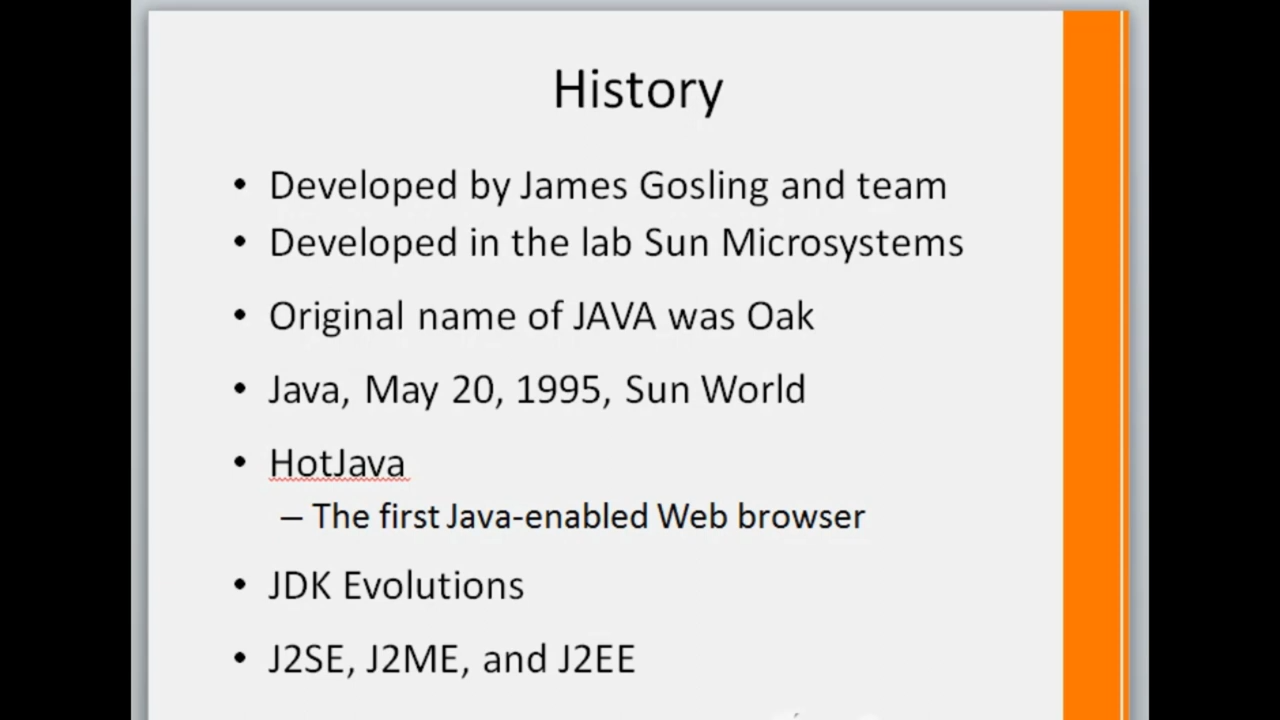 History
• Developed by James Gosling and team
• Developed in the lab Sun Microsystems
• Original name of JAVA was Oak
• Java, May 20, 1995, Sun World
• HotJava
– The first Java-enabled Web browser
• JDK Evolutions
• J2SE, J2ME, and J2EE